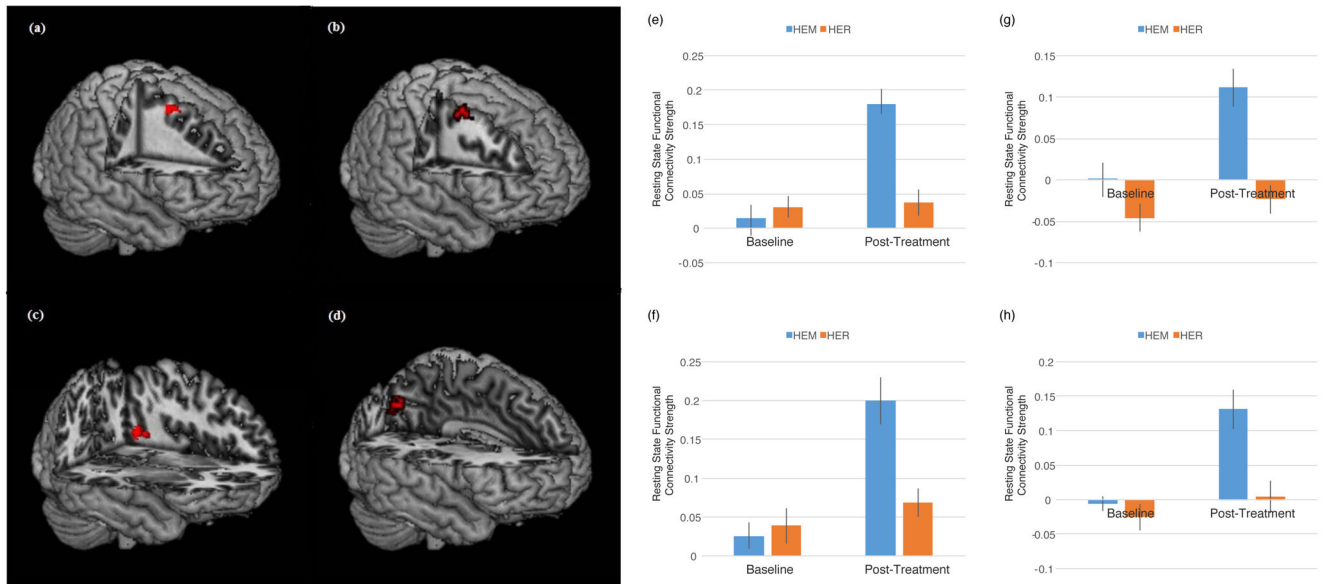 (a)
(b)
(c)
(d)
(e)
HEM HER
Resting State Functional
Connectivity Strength
0.25
0.2
0.15
0.1
0.05
0
-0.05
Baseline
Post-Treatment
(g)
HEM HER
Resting State Functional
Connectivity Strength
0.15
0.1
0.05
0
-0.05
-0.1
Baseline
Post-Treatment
(f)
HEM HER
Resting State Functional
Connectivity Strength
0.25
0.2
0.15
0.1
0.05
0
Baseline
Post-Treatment
(h)
HEM HER
Resting State Functional
Connectivity Strength
0.2
0.15
0.1
0.05
0
-0.05
-0.1
Baseline
Post-Treatment